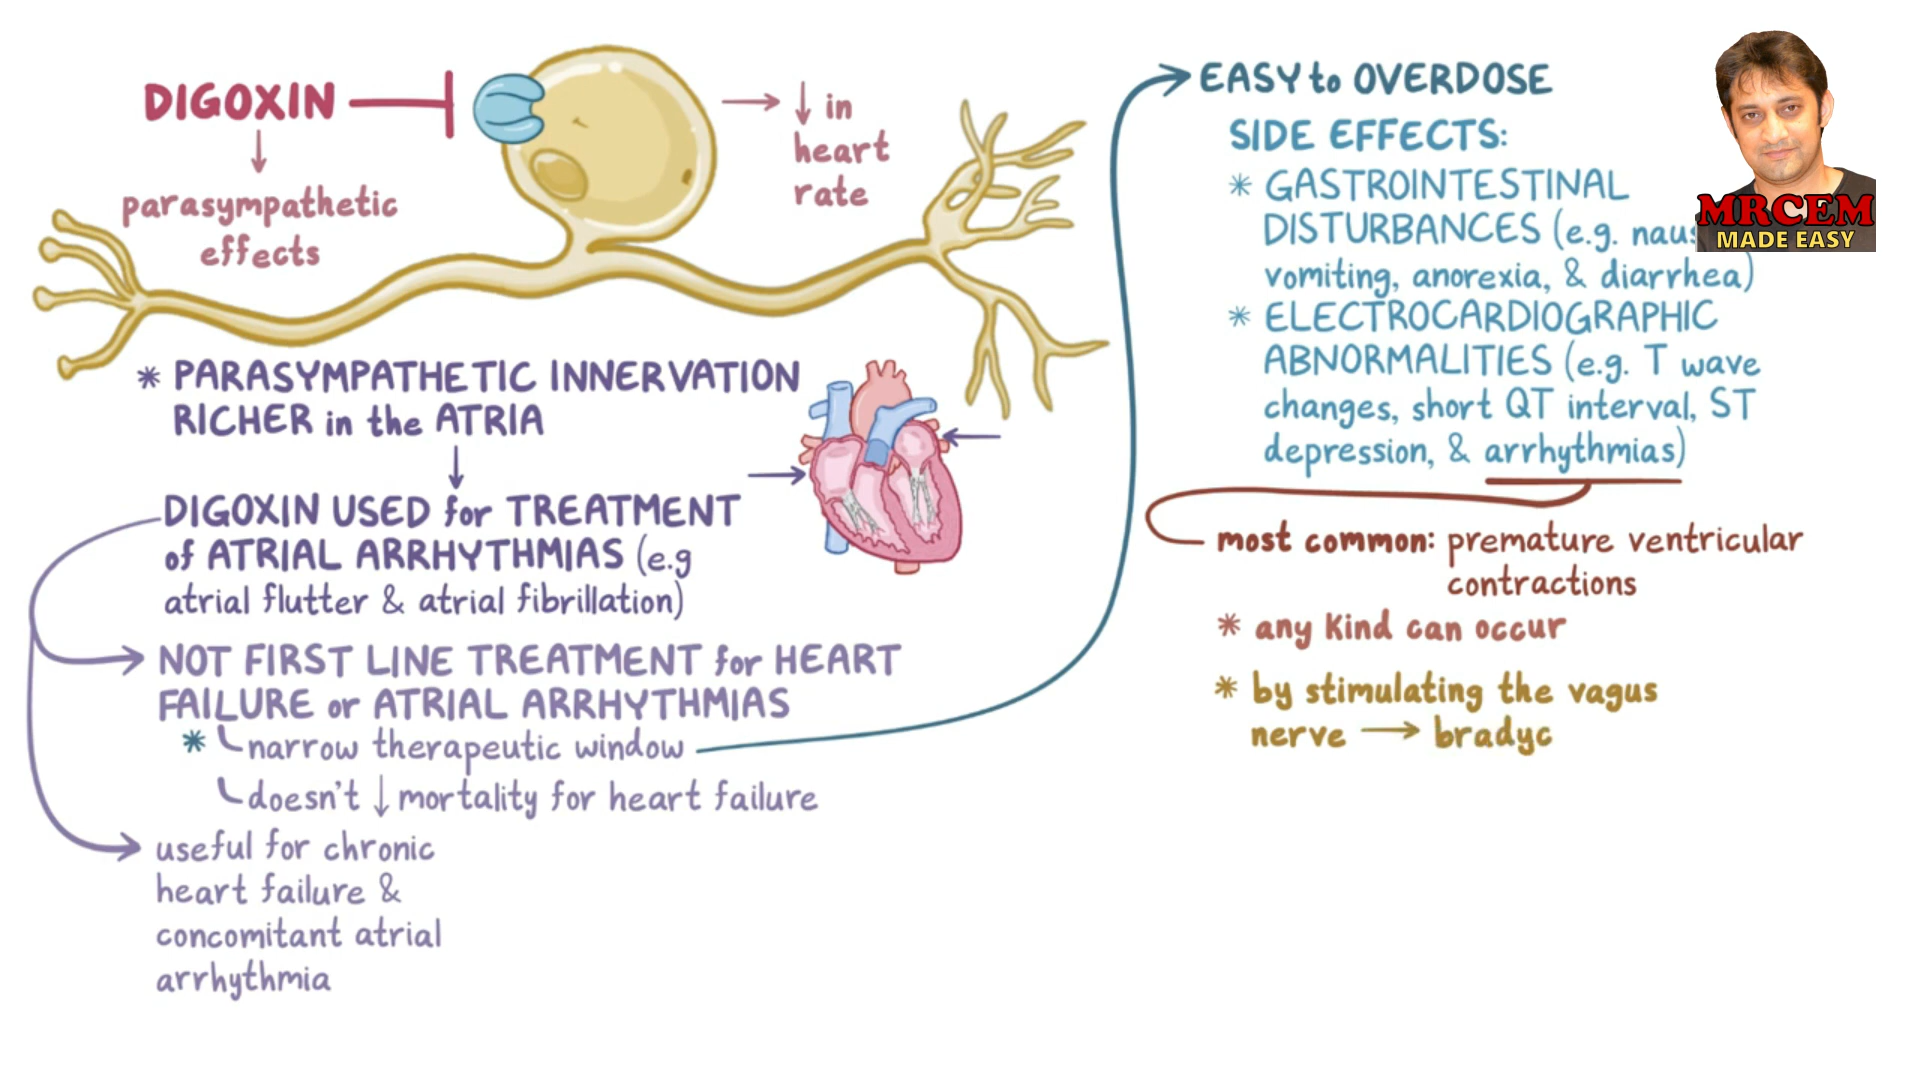 DIGOXIN
parasympathetic
effects
↓ in
heart
rate
* PARASYMPATHETIC INNERVATION
RICHER in the ATRIA
DIGOXIN USED for TREATMENT
of ATRIAL ARRHYTHMIAS (e.g
atrial flutter & atrial fibrillation)
NOT FIRST LINE TREATMENT for HEART
FAILURE or ATRIAL ARRHYTHMIAS
* narrow therapeutic window
doesn't ↓ mortality for heart failure
useful for chronic
heart failure &
concomitant atrial
arrhythmia
EASY to OVERDOSE
SIDE EFFECTS:
* GASTROINTESTINAL
DISTURBANCES (e.g.
vomiting, anorexia, & diarrhea)
* ELECTROCARDIOGRAPHIC
ABNORMALITIES (e.g. T wave
changes, short QT interval, ST
depression, & arrhythmias)
most common: premature ventricular
contractions
* any kind can occur
* by stimulating the vagus
nerve → bradyc
MRCEM
MADE EASY